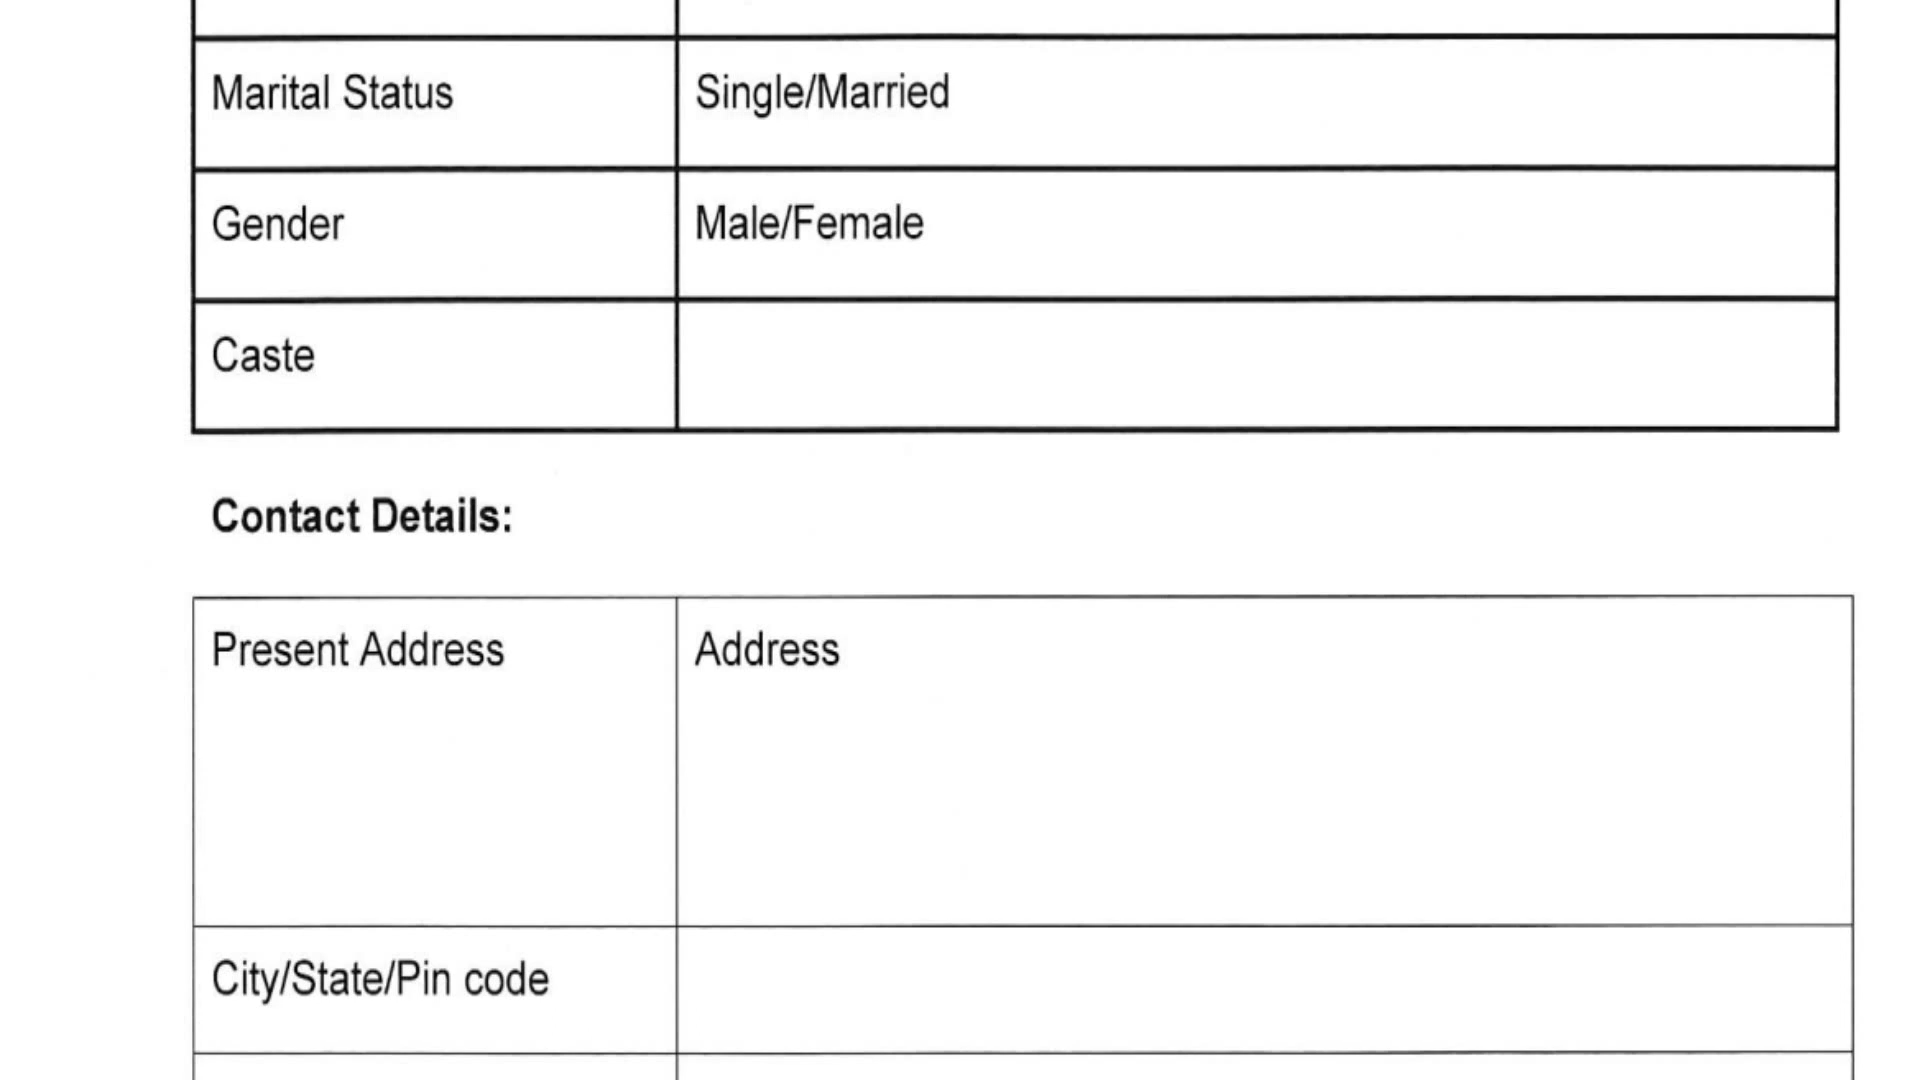 Marital Status Single/Married
Gender Male/Female
Caste
Contact Details:
Present Address Address
City/State/Pin code